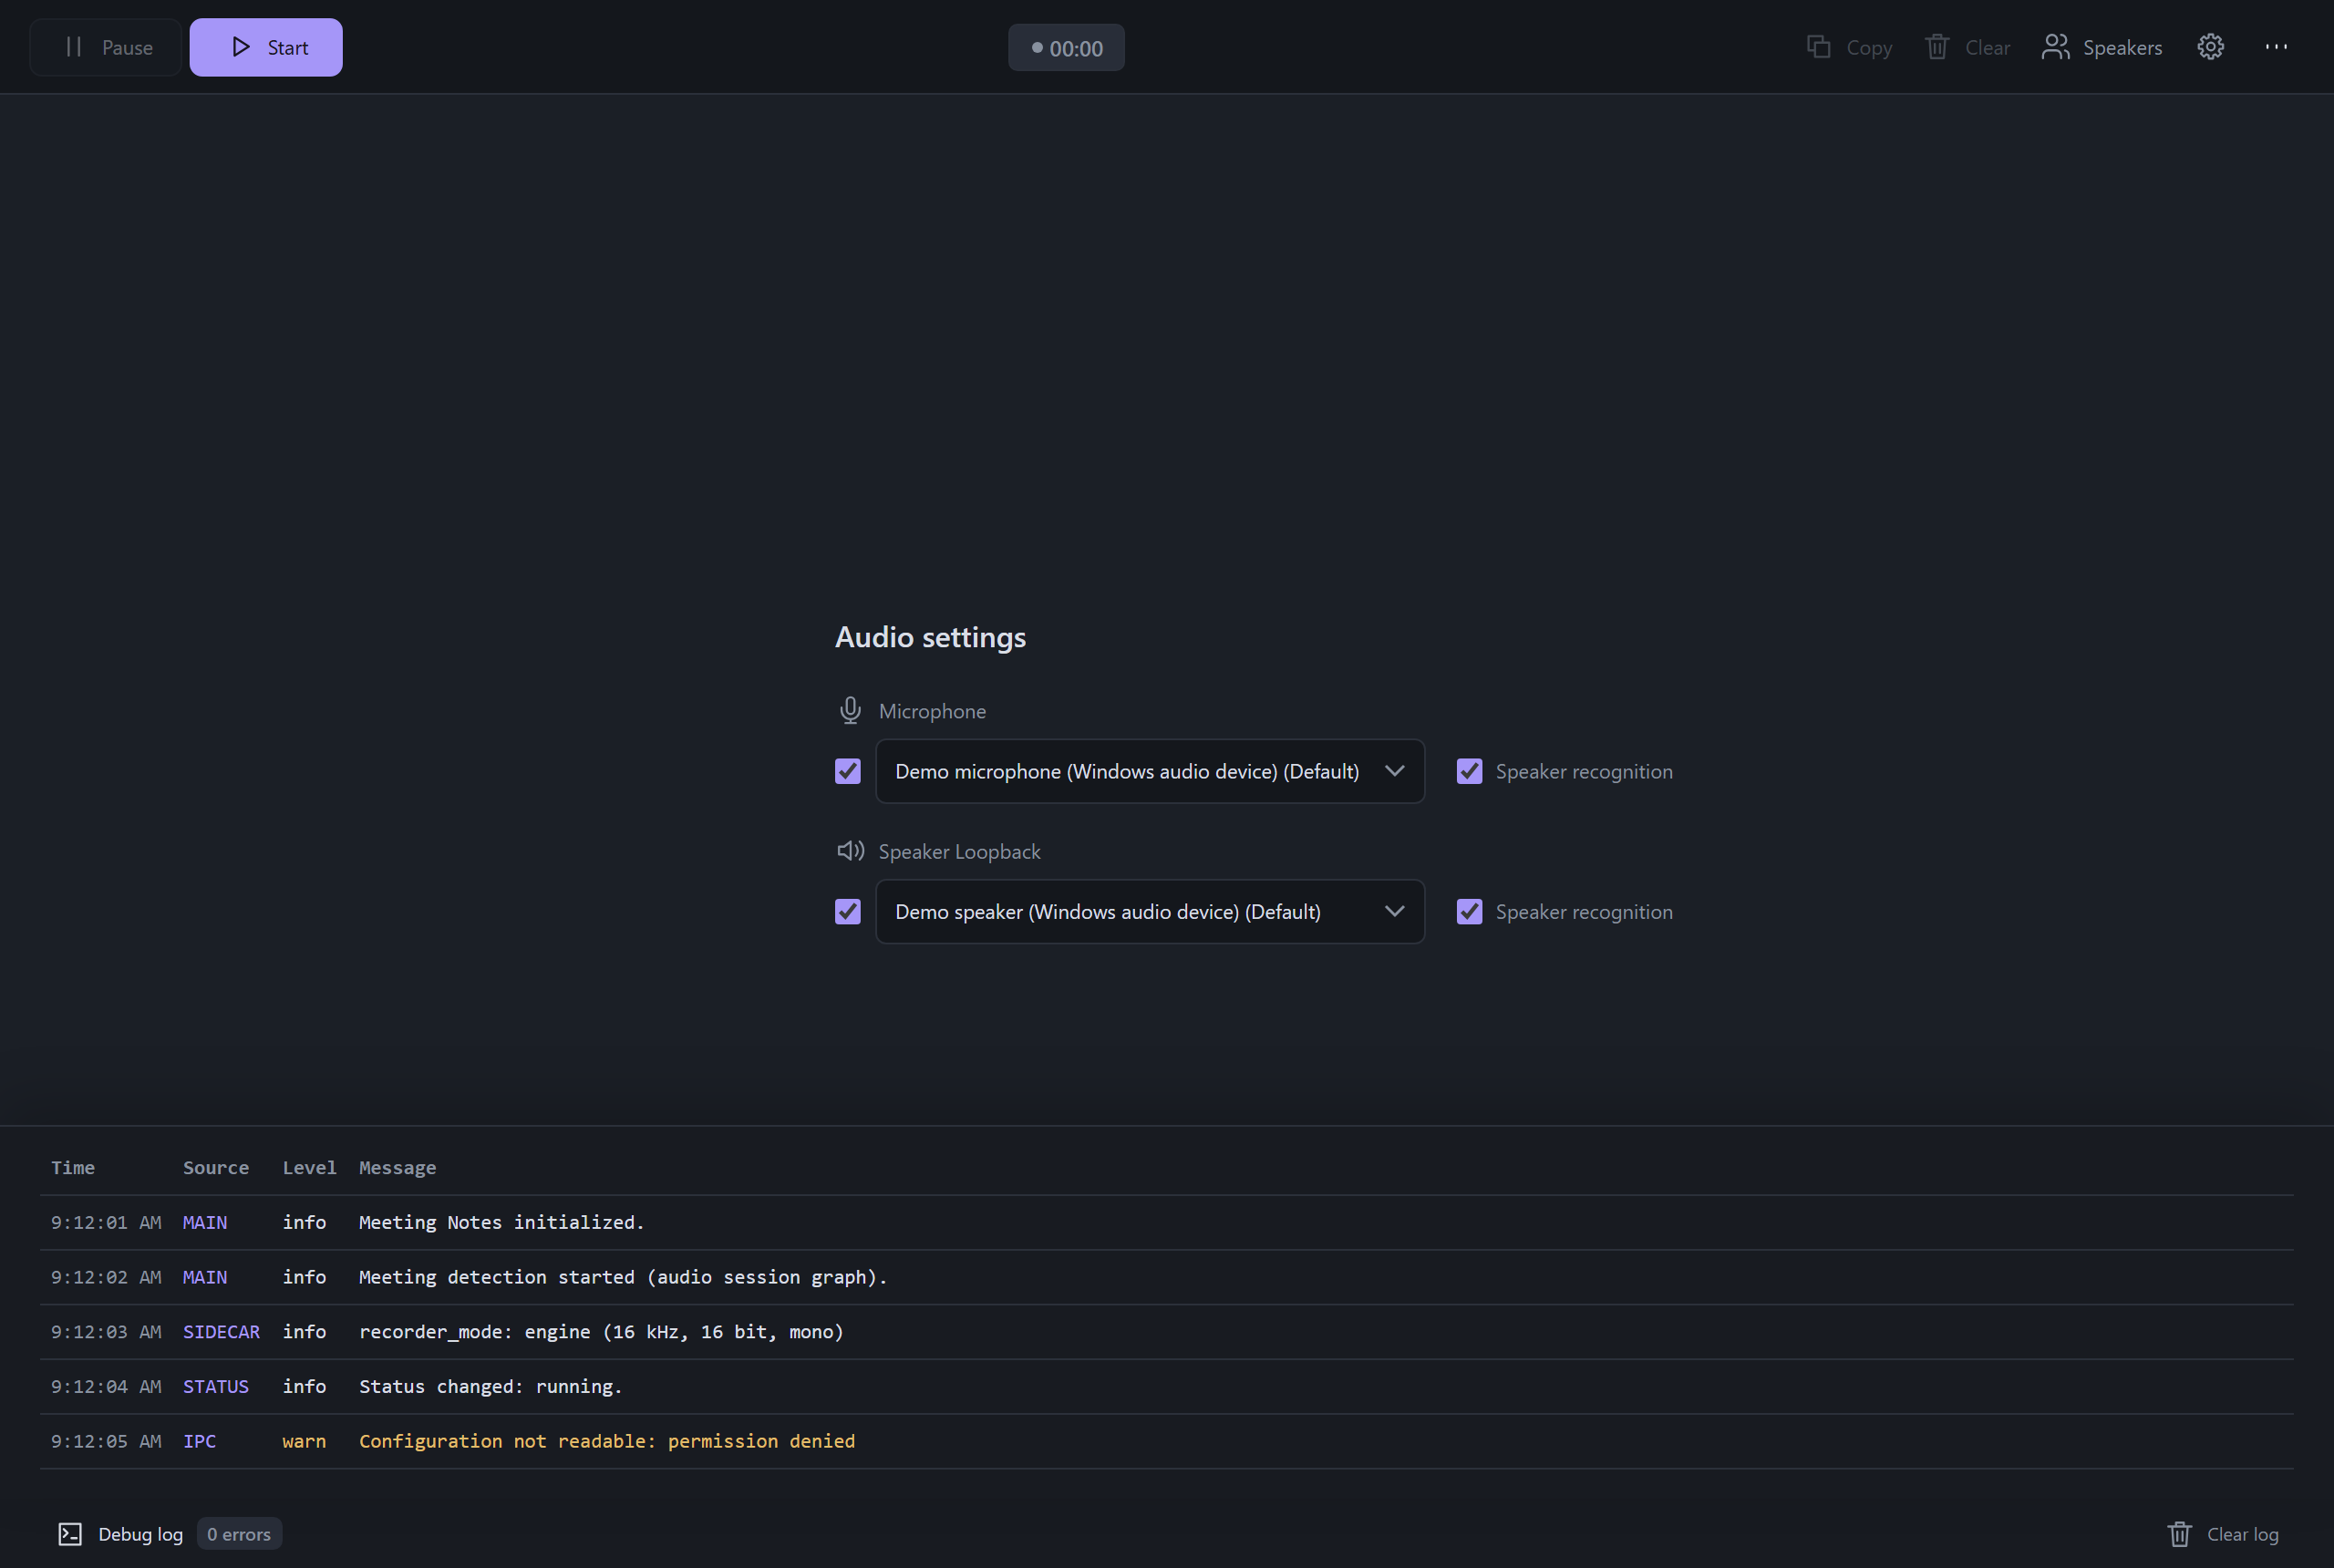 Pause Start 00:00 Copy Clear Speakers
Audio settings
Microphone
Demo microphone (Windows audio device) (Default) Speaker recognition
Speaker Loopback
Demo speaker (Windows audio device) (Default) Speaker recognition
Time Source Level Message
9:12:01 AM MAIN info Meeting Notes initialized.
9:12:02 AM MAIN info Meeting detection started (audio session graph).
9:12:03 AM SIDECAR info recorder_mode: engine (16 kHz, 16 bit, mono)
9:12:04 AM STATUS info Status changed: running.
9:12:05 AM IPC warn Configuration not readable: permission denied
Debug log 0 errors Clear log